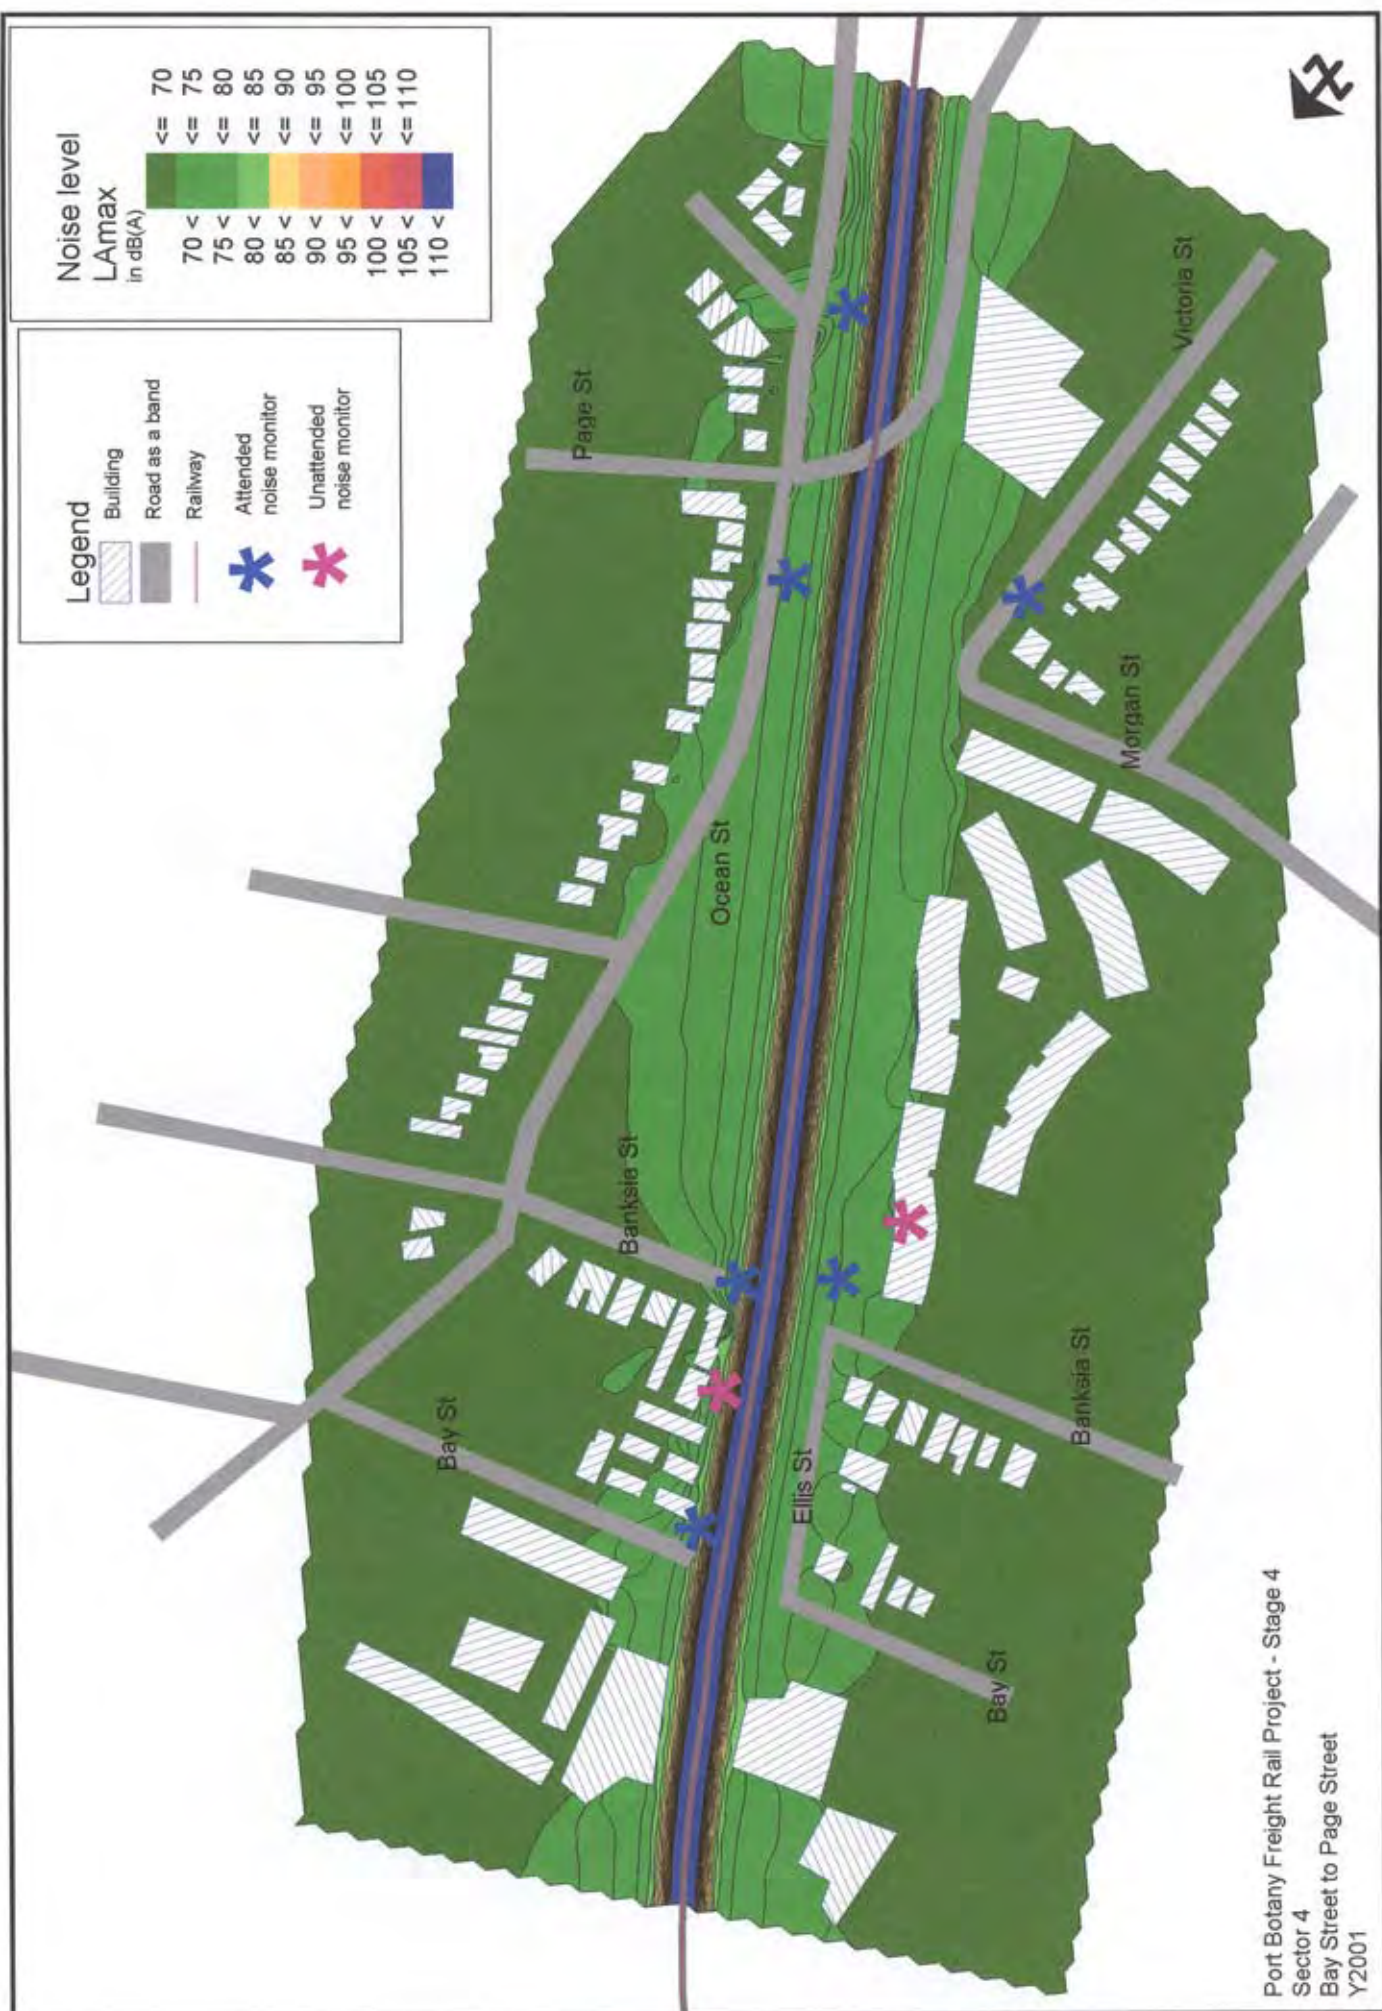 Noise level
LAmax
in dB(A)
<= 70
70 < <= 75
75 < <= 80
80 < <= 85
85 < <= 90
90 < <= 95
95 < <= 100
100 < <= 105
105 < <= 110
110 <
Legend
Building
Road as a band
Railway
Attended
noise monitor
Unattended
noise monitor
Page St
Victoria St
Ocean St
Morgan St
Banksia St
Bay St
Ellis St
Banksia St
Bay St
N
Port Botany Freight Rail Project - Stage 4
Sector 4
Bay Street to Page Street
Y2001